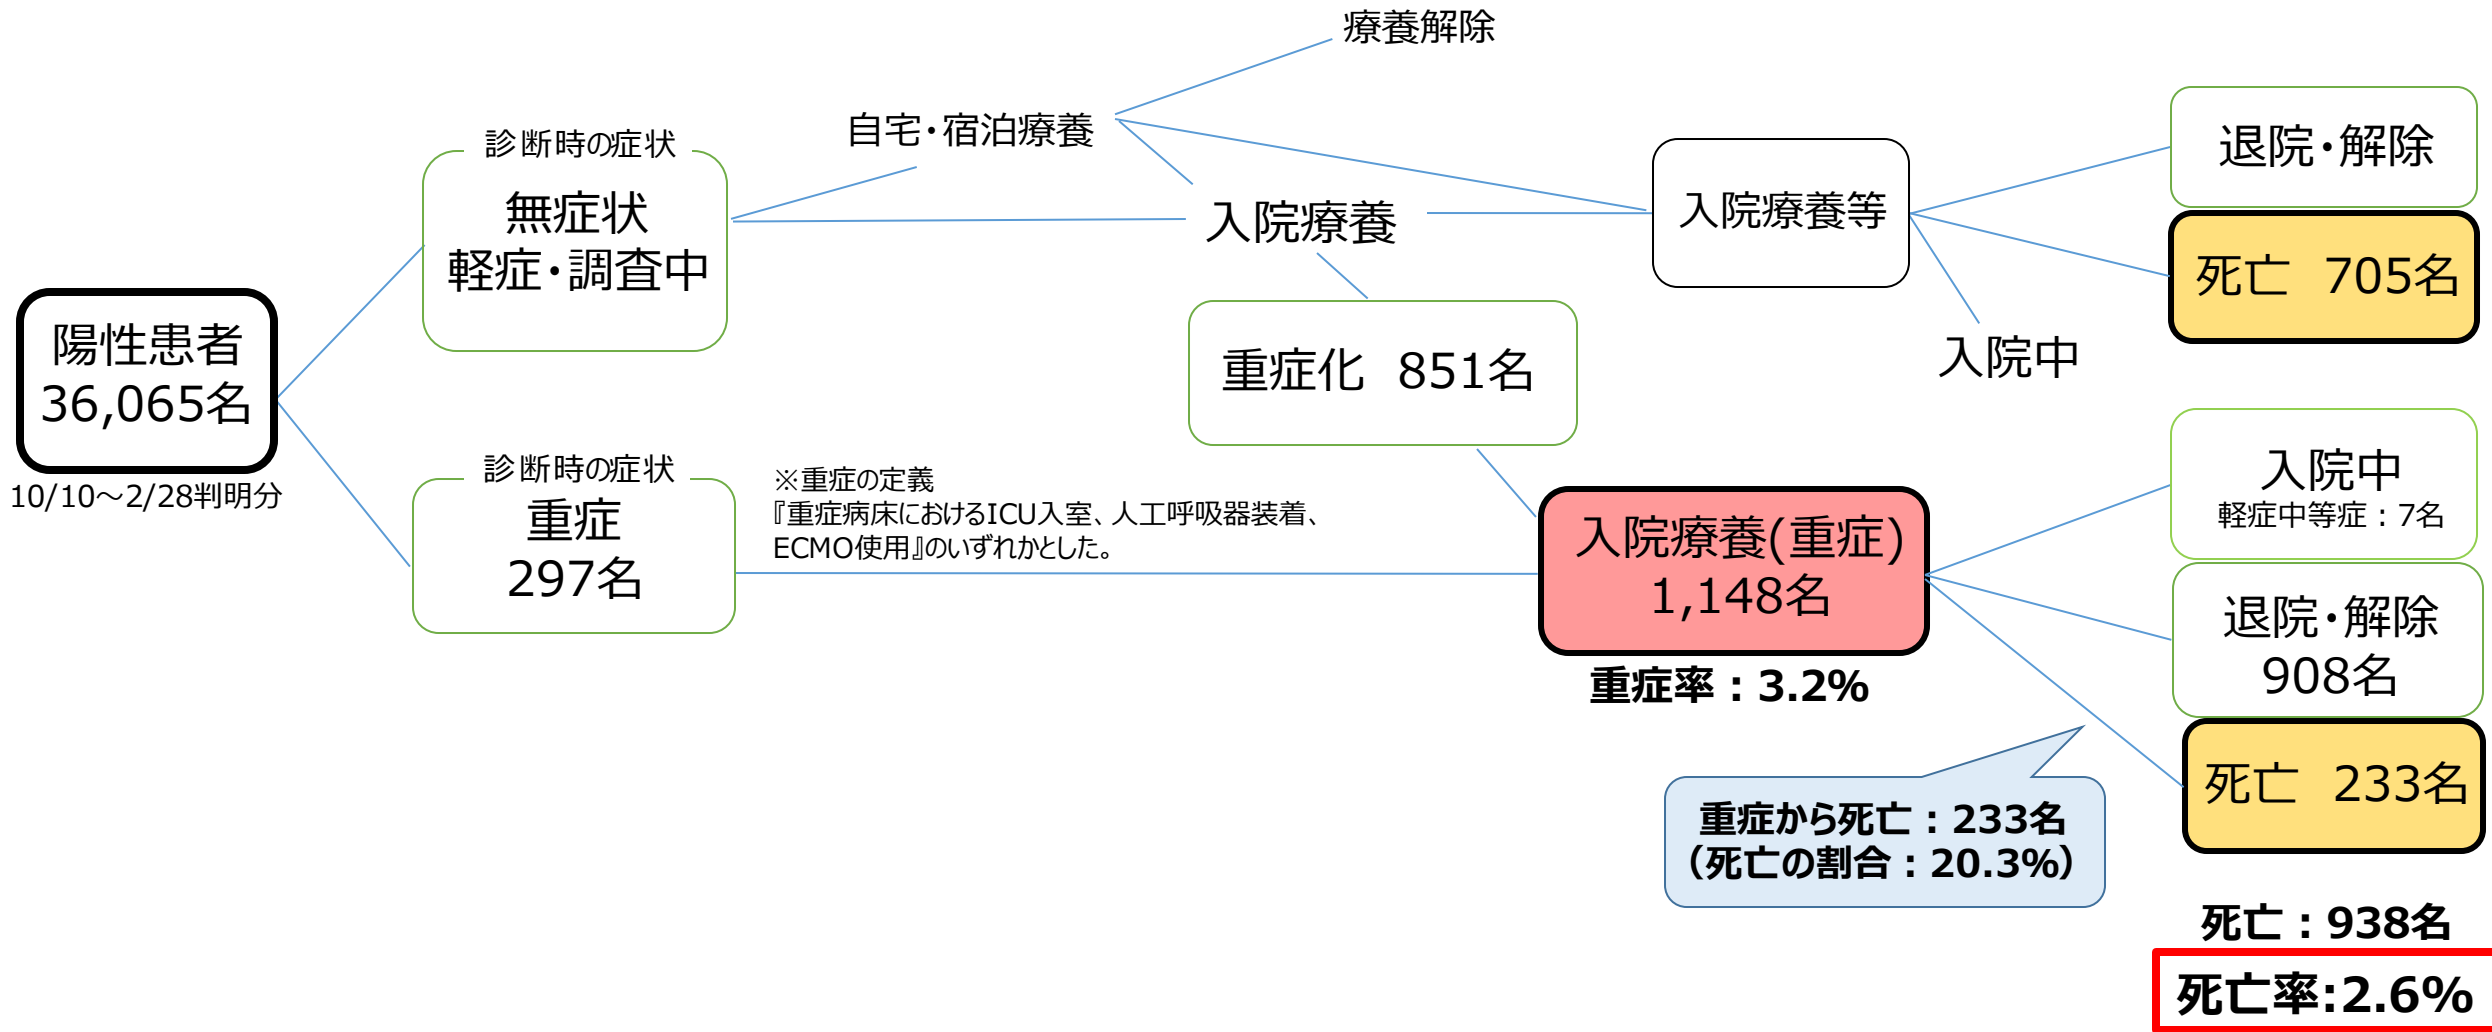 療養解除
自宅・宿泊療養
診断時の症状
無症状
軽症・調査中
入院療養
入院療養等
退院・解除
死亡　705名
入院中
陽性患者
36,065名
10/10～2/28判明分
重症化　851名
診断時の症状
重症
297名
※重症の定義
『重症病床におけるICU入室、人工呼吸器装着、
ECMO使用』のいずれかとした。
入院療養(重症)
1,148名
重症率：3.2%
入院中
軽症中等症：7名
退院・解除
908名
死亡　233名
重症から死亡：233名
（死亡の割合：20.3%）
死亡：938名
死亡率:2.6%